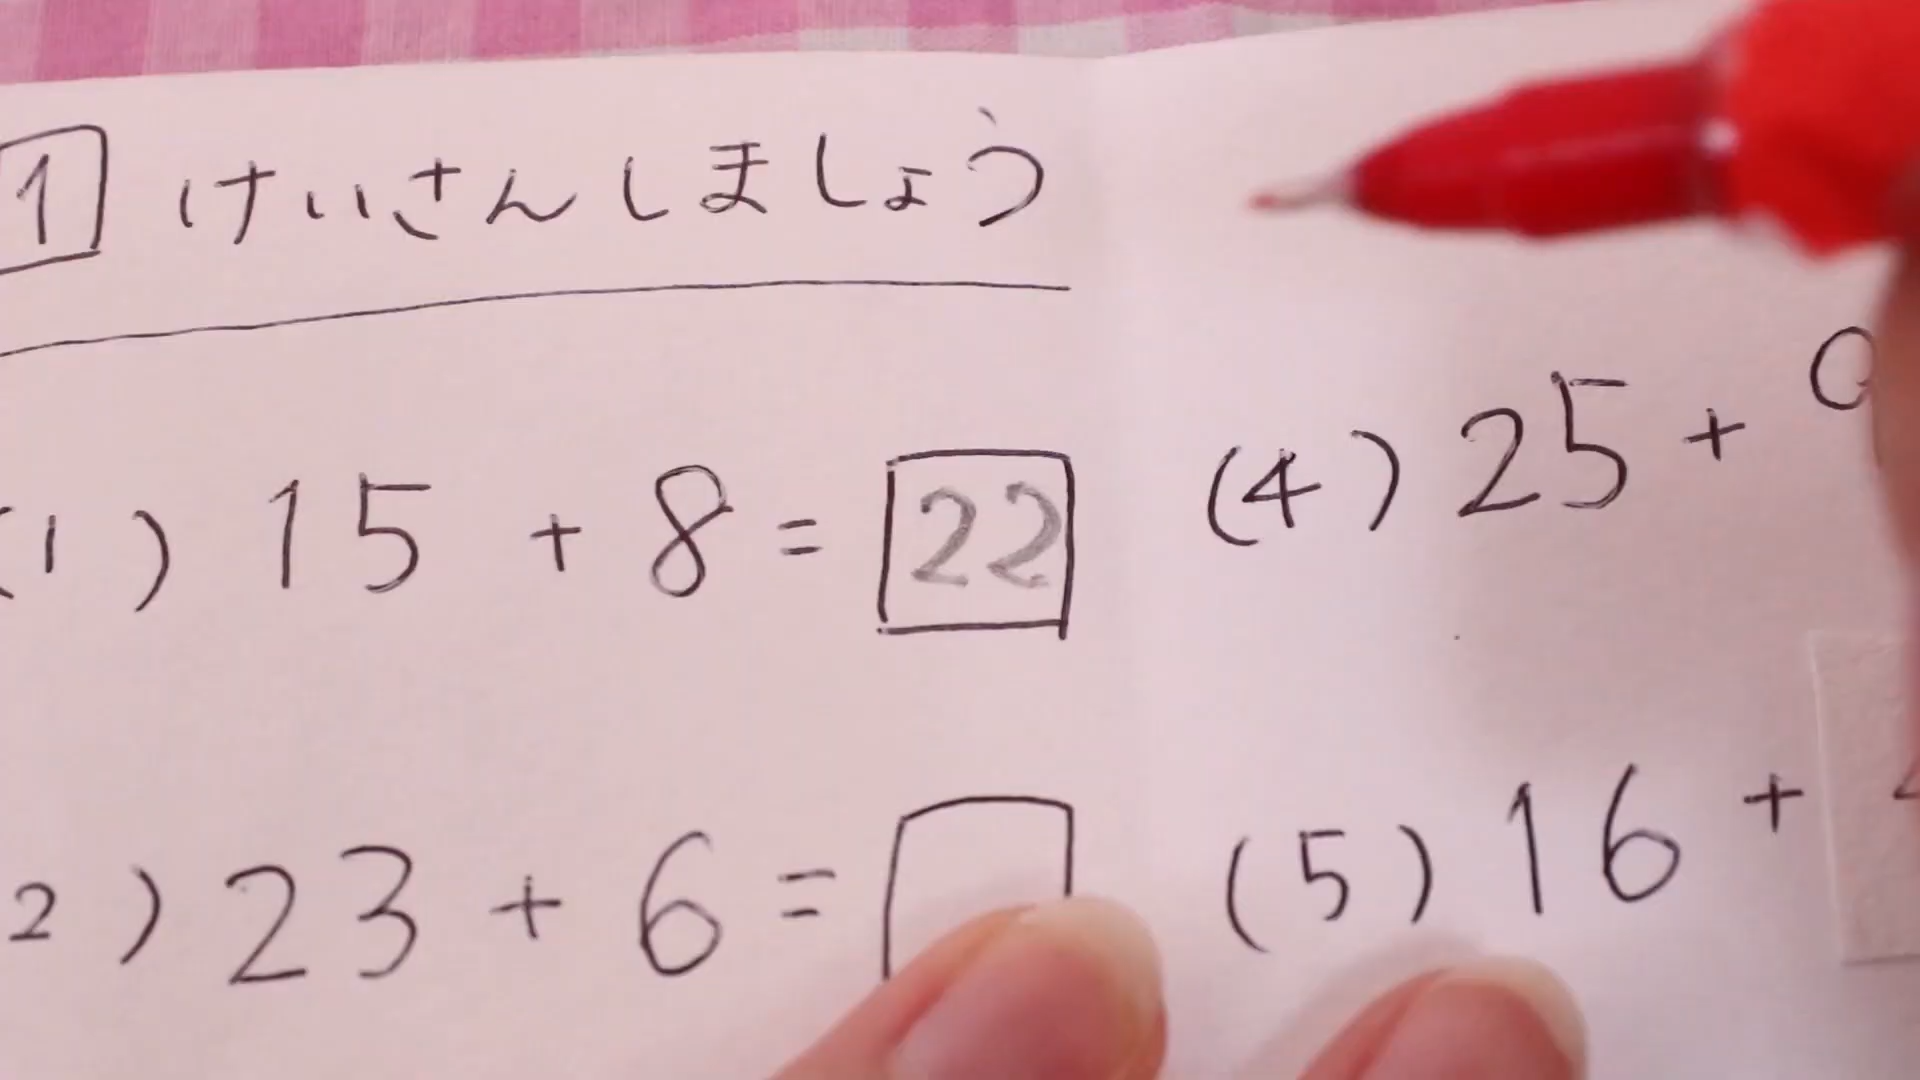 1 けいさんしましょう
(1) 15 + 8 = 22
2) 23 + 6 =
(4) 25 +
(5) 16 +